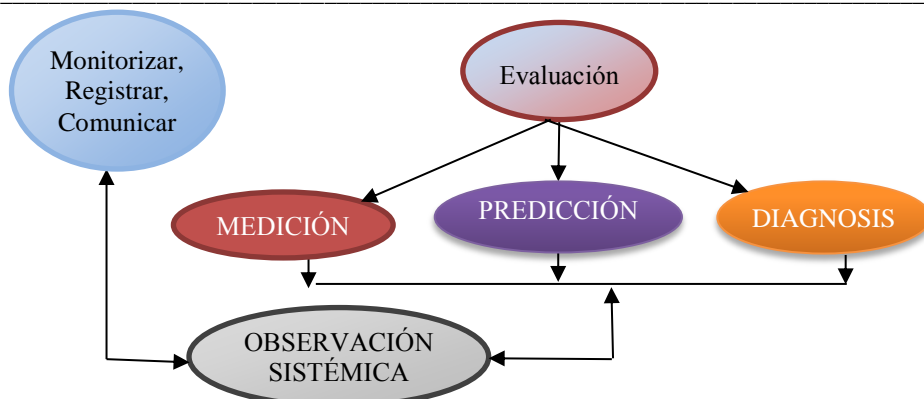 Monitorizar,
Registrar,
Comunicar
Evaluación
MEDICIÓN
PREDICCIÓN
DIAGNOSIS
OBSERVACIÓN
SISTÉMICA